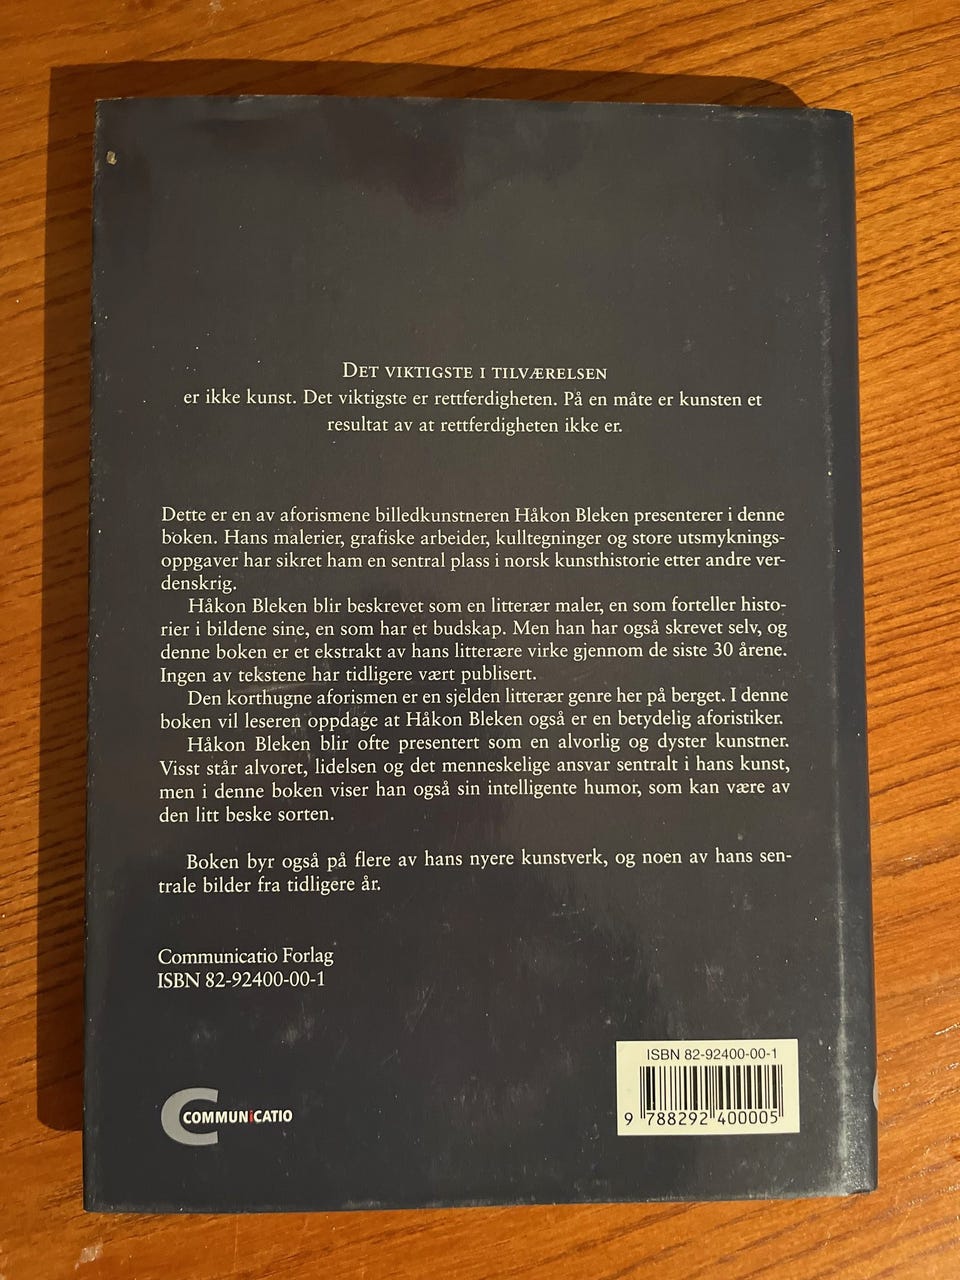 DET VIKTIGSTE I TILVÆRELSEN
er ikke kunst. Det viktigste er rettferdigheten. På en måte er kunsten et
resultat av at rettferdigheten ikke er.
Dette er en av aforismene billedkunstneren Håkon Bleken presenterer i denne
boken. Hans malerier, grafiske arbeider, kulltegninger og store utsmyknings-
oppgaver har sikret ham en sentral plass i norsk kunsthistorie etter andre ver-
denskrig.
Håkon Bleken blir beskrevet som en litterær maler, en som forteller histo-
rier i bildene sine, en som har et budskap. Men han har også skrevet selv, og
denne boken er et ekstrakt av hans litterære virke gjennom de siste 30 årene.
Ingen av tekstene har tidligere vært publisert.
Den korthugne aforismen er en sjelden litterær genre her på berget. I denne
boken vil leseren oppdage at Håkon Bleken også er en betydelig aforistiker.
Håkon Bleken blir ofte presentert som en alvorlig og dyster kunstner.
Visst står alvoret, lidelsen og det menneskelige ansvar sentralt i hans kunst,
men i denne boken viser han også sin intelligente humor, som kan være av
den litt beske sorten.
Boken byr også på flere av hans nyere kunstverk, og noen av hans sen-
trale bilder fra tidligere år.
Communicatio Forlag
ISBN 82-92400-00-1
ISBN 82-92400-00-1
9 788292 400005
COMMUNiCATIO